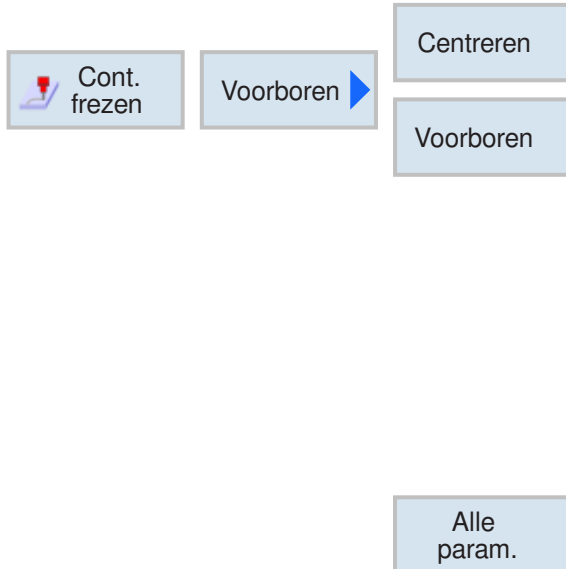 Cont.
frezen
Voorboren
Centreren
Voorboren
Alle
param.